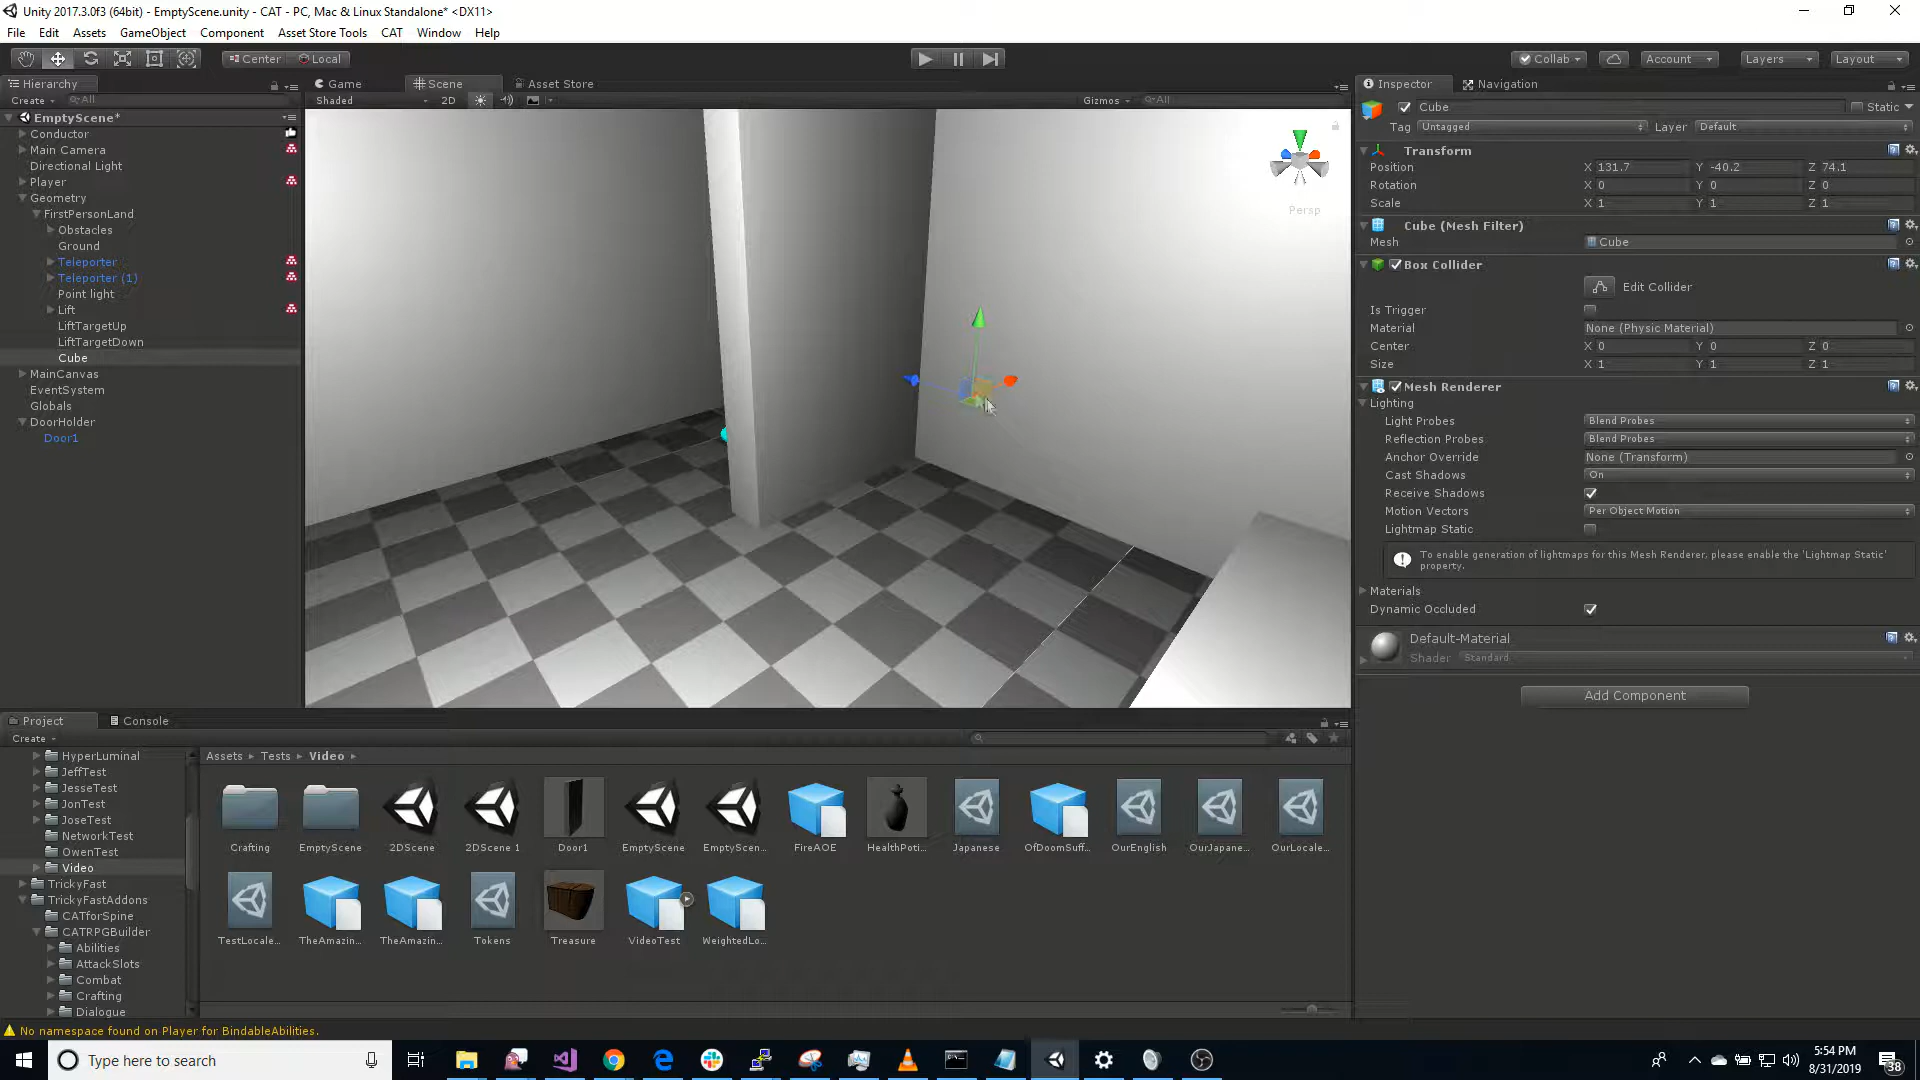 Unity 2017.3.0f3 (64bit) - EmptyScene.unity - CAT - PC, Mac & Linux Standalone* <DX11>
File Edit Assets GameObject Component Asset Store Tools CAT Window Help
Center Local Collab Account Layers Layout
Hierarchy
Create All
EmptyScene*
Conductor
Main Camera
Directional Light
Player
Geometry
FirstPersonLand
Obstacles
Ground
Teleporter
Teleporter (1)
Point light
Lift
LiftTargetUp
LiftTargetDown
Cube
MainCanvas
EventSystem
Globals
DoorHolder
Door1
Game Scene Asset Store
Shaded 2D Gizmos All
Persp
Inspector Navigation
Cube Static
Tag Untagged Layer Default
Transform
Position X 131.7 Y -40.2 Z 74.1
Rotation X 0 Y 0 Z 0
Scale X 1 Y 1 Z 1
Cube (Mesh Filter)
Mesh Cube
Box Collider
Edit Collider
Is Trigger
Material None (Physic Material)
Center X 0 Y 0 Z 0
Size X 1 Y 1 Z 1
Mesh Renderer
Lighting
Light Probes Blend Probes
Reflection Probes Blend Probes
Anchor Override None (Transform)
Cast Shadows On
Receive Shadows
Motion Vectors Per Object Motion
Lightmap Static
To enable generation of lightmaps for this Mesh Renderer, please enable the 'Lightmap Static'
property.
Materials
Dynamic Occluded
Default-Material
Shader Standard
Add Component
Project Console
Create
HyperLuminal
JeffTest
JesseTest
JonTest
JoseTest
NetworkTest
OwenTest
Video
TrickyFast
TrickyFastAddons
CATforSpine
CATRPGBuilder
Abilities
AttackSlots
Combat
Crafting
Dialogue
Assets Tests Video
Crafting EmptyScene 2DScene 2DScene 1 Door1 EmptyScene EmptyScen... FireAOE HealthPoti... Japanese OfDoomSuff... OurEnglish OurJapane... OurLocale...
TestLocale... TheAmazin... TheAmazin... Tokens Treasure VideoTest WeightedLo...
No namespace found on Player for BindableAbilities.
Type here to search
5:54 PM
8/31/2019
38